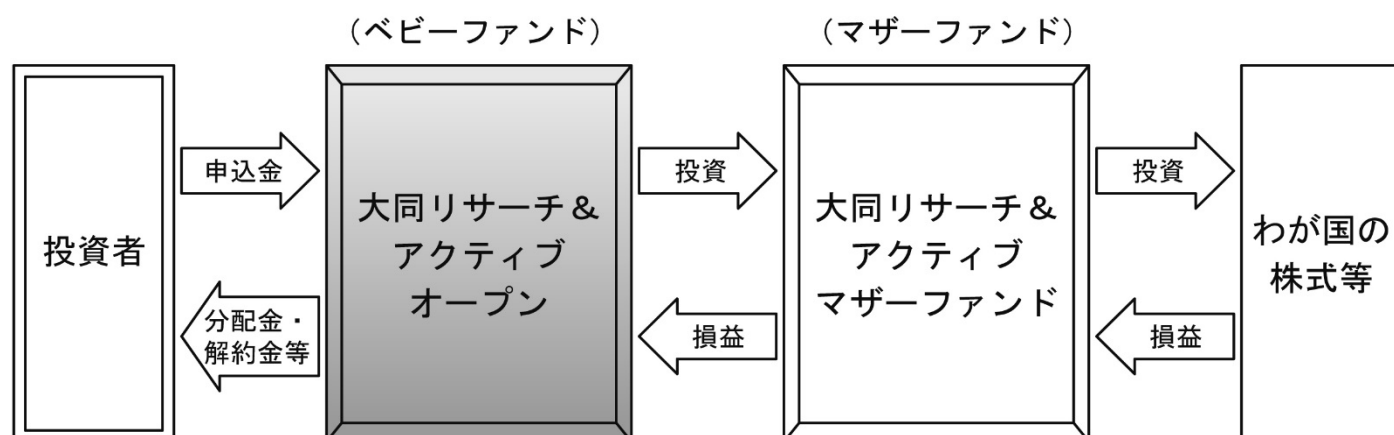 （ベビーファンド）
（マザーファンド）
投資者
申込金
分配金・
解約金等
大同リサーチ＆
アクティブ
オープン
投資
損益
大同リサーチ＆
アクティブ
マザーファンド
投資
損益
わが国の
株式等